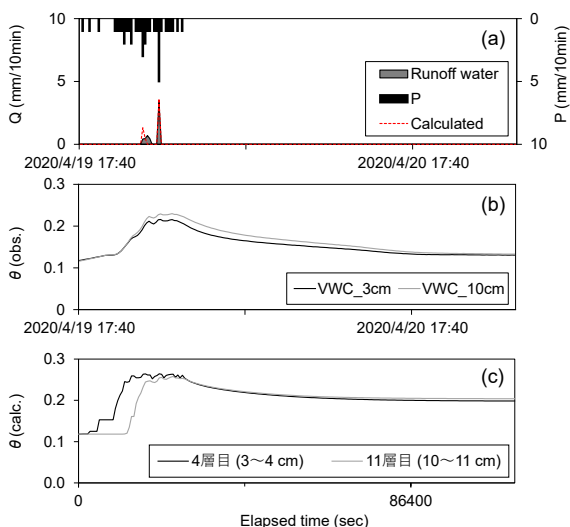 10
0
(a)
Q (mm/10min)
5
5
P (mm/10min)
Runoff water
P
Calculated
0
10
2020/4/19 17:40
2020/4/20 17:40
0.3
(b)
0.2
θ (obs.)
0.1
VWC_3cm
VWC_10cm
0
2020/4/19 17:40
2020/4/20 17:40
0.3
(c)
0.2
θ (calc.)
0.1
4層目 (3～4 cm)
11層目 (10～11 cm)
0
0
86400
Elapsed time (sec)